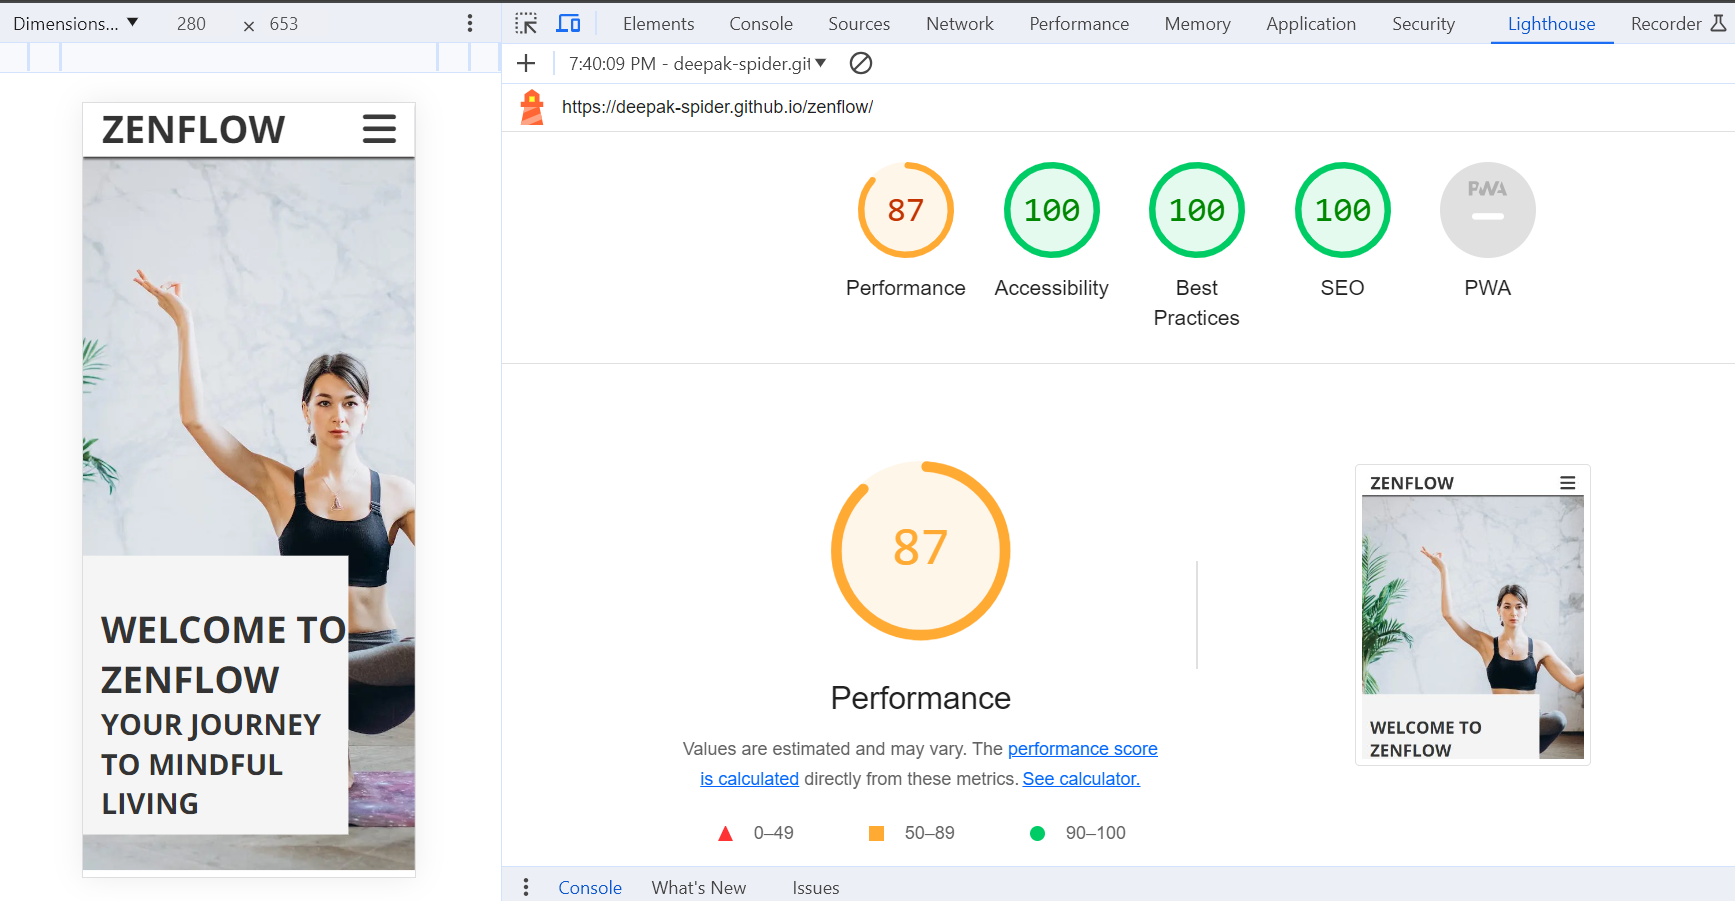 Dimensions... 280 × 653
Elements Console Sources Network Performance Memory Application Security Lighthouse Recorder
7:40:09 PM - deepak-spider.git
https://deepak-spider.github.io/zenflow/
ZENFLOW
WELCOME TO
ZENFLOW
YOUR JOURNEY
TO MINDFUL
LIVING
87 100 100 100 PWA
Performance Accessibility Best Practices SEO PWA
87
Performance
Values are estimated and may vary. The performance score
is calculated directly from these metrics. See calculator.
0–49 50–89 90–100
ZENFLOW
WELCOME TO
ZENFLOW
Console What's New Issues